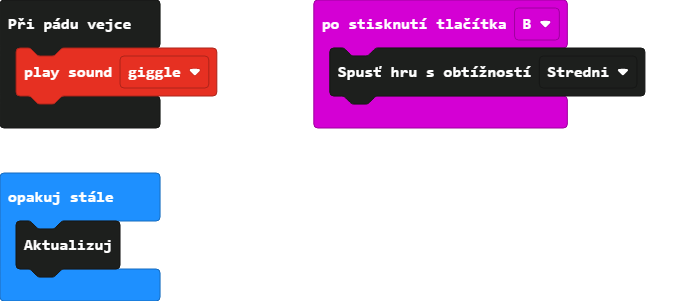 Při pádu vejce
play sound giggle
po stisknutí tlačítka B
Spusť hru s obtížností Stredni
opakuj stále
Aktualizuj